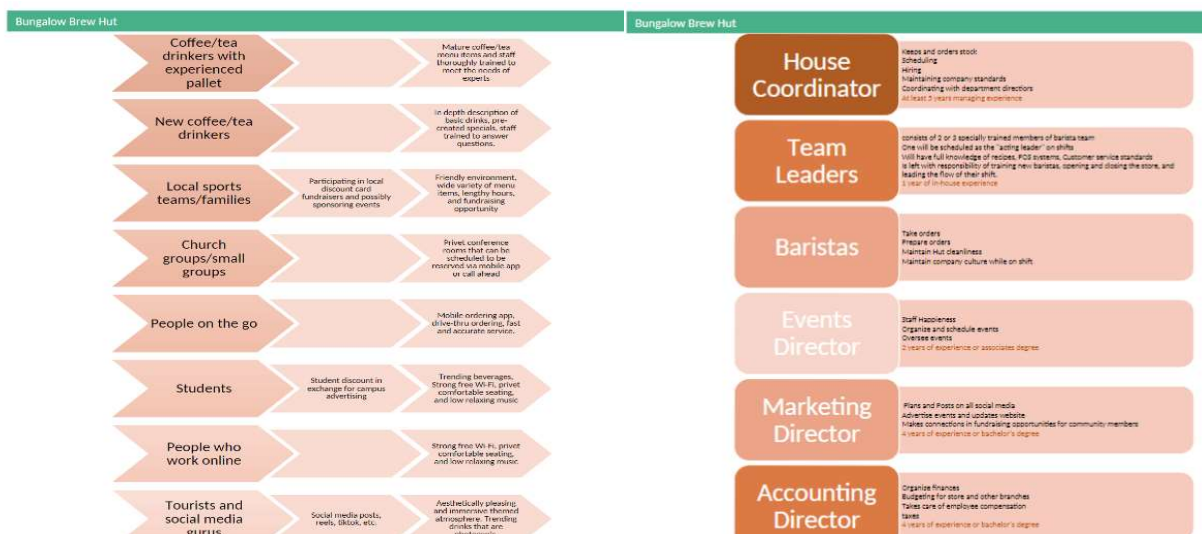 Bungalow Brew Hut
Coffee/tea
drinkers with
experienced
pallet
Mature coffee/tea
menu items and staff
thoroughly trained to
meet the needs of
experts
New coffee/tea
drinkers
In-depth description of
basic drinks, pre-
created specials, staff
trained to answer
questions.
Local sports
teams/families
Participating in local
discount card
fundraisers and possibly
sponsoring events
Friendly environment,
wide variety of menu
items, lengthy hours,
and fundraising
opportunity
Church
groups/small
groups
Privet conference
rooms that can be
scheduled to be
reserved via mobile app
or call ahead
People on the go
Mobile ordering app,
drive-thru ordering, fast
and accurate service.
Students
Student discount in
exchange for campus
advertising
Trending beverages,
Strong free Wi-Fi, privet
comfortable seating,
and low relaxing music
People who
work online
Strong free Wi-Fi, privet
comfortable seating,
and low relaxing music
Tourists and
social media
gurus
Social media posts,
reels, tiktok, etc.
Aesthetically pleasing
and immersive themed
atmosphere. Trending
drinks that are
Bungalow Brew Hut
House
Coordinator
Keeps and orders stock
Scheduling
Hiring
Maintaining company standards
Coordinating with department directors
At least 5 years managing experience
Team
Leaders
consists of 2 or 3 specially trained members of barista team
One will be scheduled as the "acting leader" on shifts
Will have full knowledge of recipes, POS systems, Customer service standards
is left with responsibility of training new baristas, opening and closing the store, and
leading the flow of their shift.
1 year of in-house experience
Baristas
Take orders
Prepare orders
Maintain Hut cleanliness
Maintain company culture while on shift
Events
Director
Staff Happieness
Organize and schedule events
Oversee events
2 years of experience or associates degree
Marketing
Director
Plans and Posts on all social media
Advertise events and updates website
Makes connections in fundraising opportunities for community members
4 years of experience or bachelor's degree
Accounting
Director
Organize finances
Budgeting for store and other branches
Takes care of employee compensation
taxes
4 years of experience or bachelor's degree